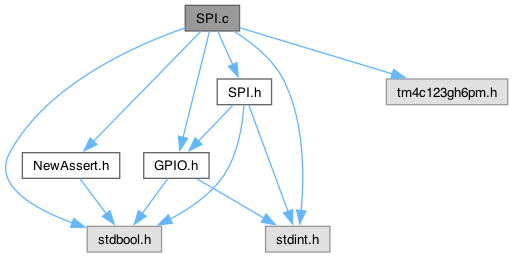 SPI.c
SPI.h
tm4c123gh6pm.h
NewAssert.h
GPIO.h
stdbool.h
stdint.h